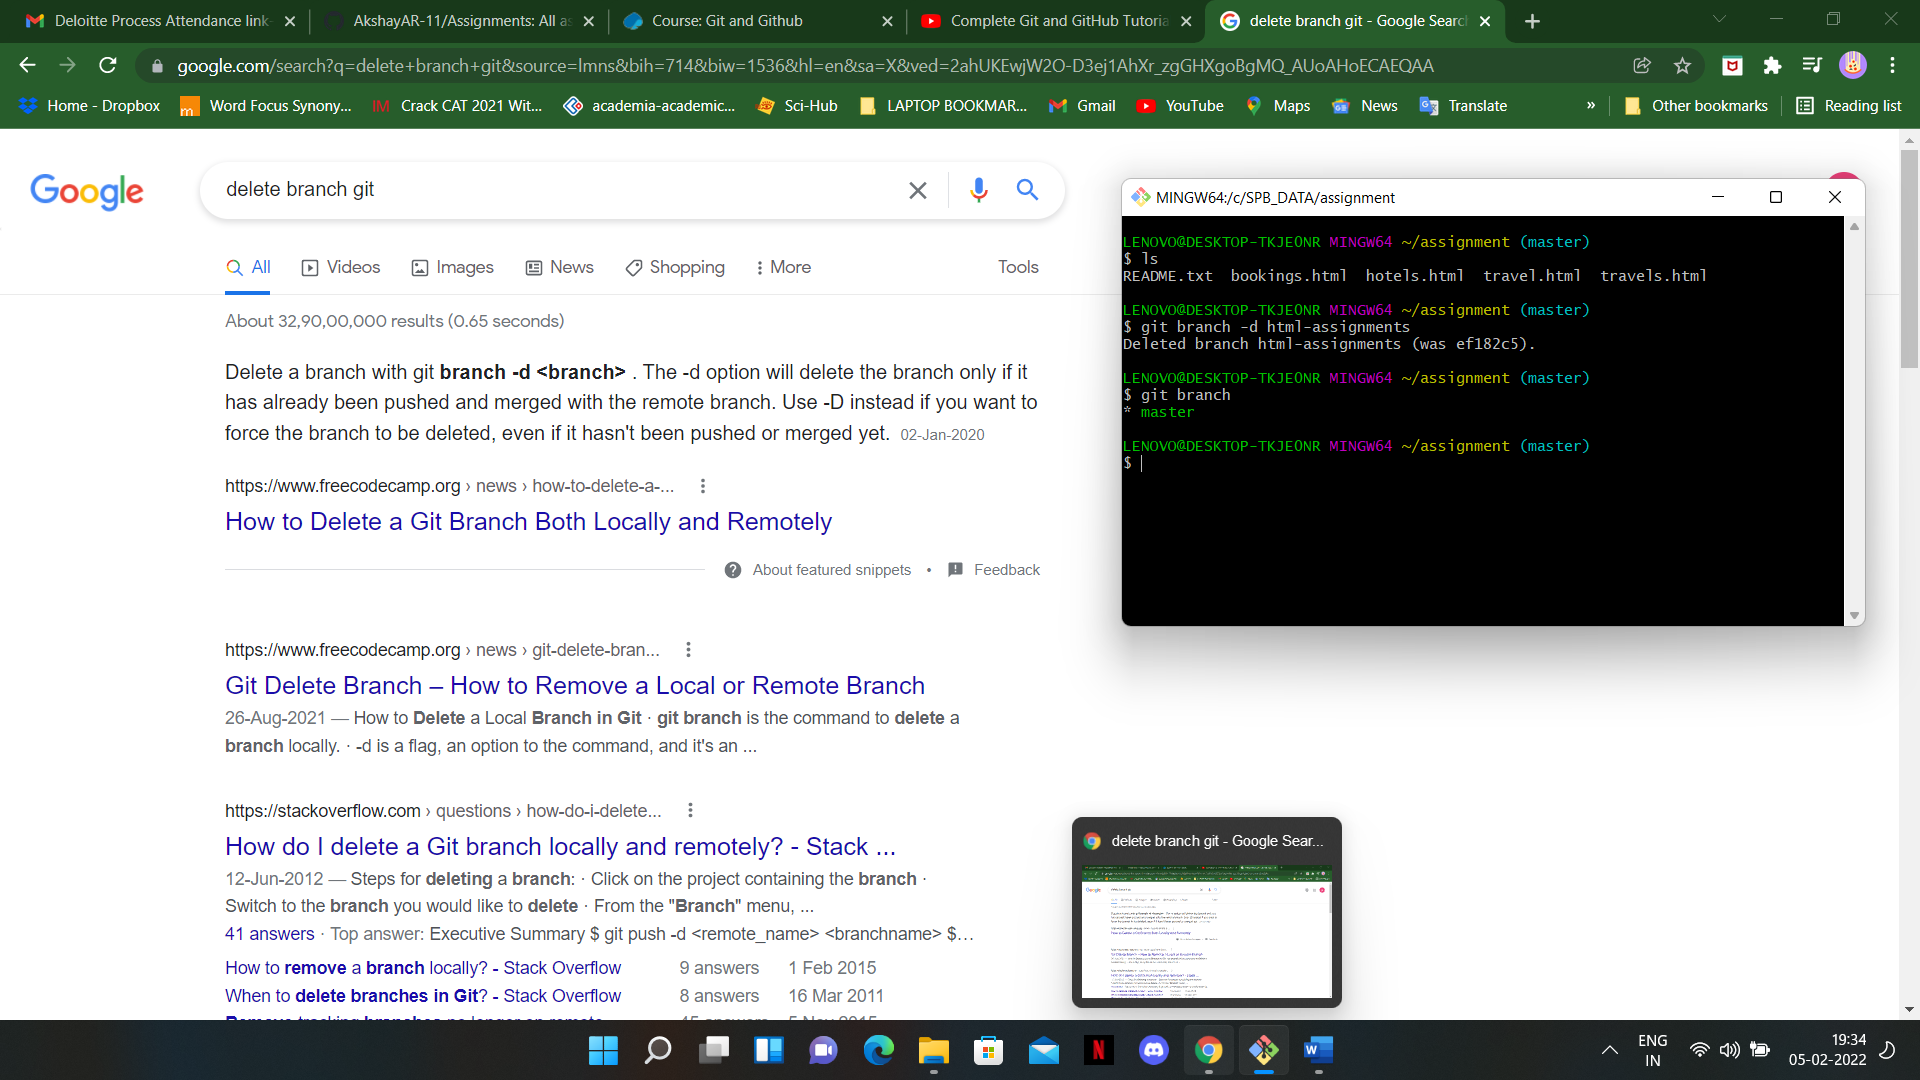 Deloitte Process Attendance link
AkshayAR-11/Assignments: All as
Course: Git and Github
Complete Git and GitHub Tutoria
delete branch git - Google Search
google.com/search?q=delete+branch+git&source=lmns&bih=714&biw=1536&hl=en&sa=X&ved=2ahUKEwjW2O-D3ej1AhXr_zgGHXgoBgMQ_AUoAHoECAEQAA
Home - Dropbox
Word Focus Synony...
Crack CAT 2021 Wit...
academia-academic...
Sci-Hub
LAPTOP BOOKMAR...
Gmail
YouTube
Maps
News
Translate
»
Other bookmarks
Reading list
Google
delete branch git
All
Videos
Images
News
Shopping
More
Tools
About 32,90,00,000 results (0.65 seconds)
Delete a branch with git branch -d <branch> . The -d option will delete the branch only if it
has already been pushed and merged with the remote branch. Use -D instead if you want to
force the branch to be deleted, even if it hasn't been pushed or merged yet. 02-Jan-2020
https://www.freecodecamp.org › news › how-to-delete-a-...
How to Delete a Git Branch Both Locally and Remotely
About featured snippets • Feedback
https://www.freecodecamp.org › news › git-delete-bran...
Git Delete Branch – How to Remove a Local or Remote Branch
26-Aug-2021 — How to Delete a Local Branch in Git · git branch is the command to delete a
branch locally. · -d is a flag, an option to the command, and it's an ...
https://stackoverflow.com › questions › how-do-i-delete...
How do I delete a Git branch locally and remotely? - Stack ...
12-Jun-2012 — Steps for deleting a branch: · Click on the project containing the branch ·
Switch to the branch you would like to delete · From the "Branch" menu, ...
41 answers · Top answer: Executive Summary $ git push -d <remote_name> <branchname> $...
How to remove a branch locally? - Stack Overflow 9 answers 1 Feb 2015
When to delete branches in Git? - Stack Overflow 8 answers 16 Mar 2011
MINGW64:/c/SPB_DATA/assignment
LENOVO@DESKTOP-TKJE0NR MINGW64 ~/assignment (master)
$ ls
README.txt bookings.html hotels.html travel.html travels.html
LENOVO@DESKTOP-TKJE0NR MINGW64 ~/assignment (master)
$ git branch -d html-assignments
Deleted branch html-assignments (was ef182c5).
LENOVO@DESKTOP-TKJE0NR MINGW64 ~/assignment (master)
$ git branch
* master
LENOVO@DESKTOP-TKJE0NR MINGW64 ~/assignment (master)
$
delete branch git - Google Sear...
ENG
IN
19:34
05-02-2022